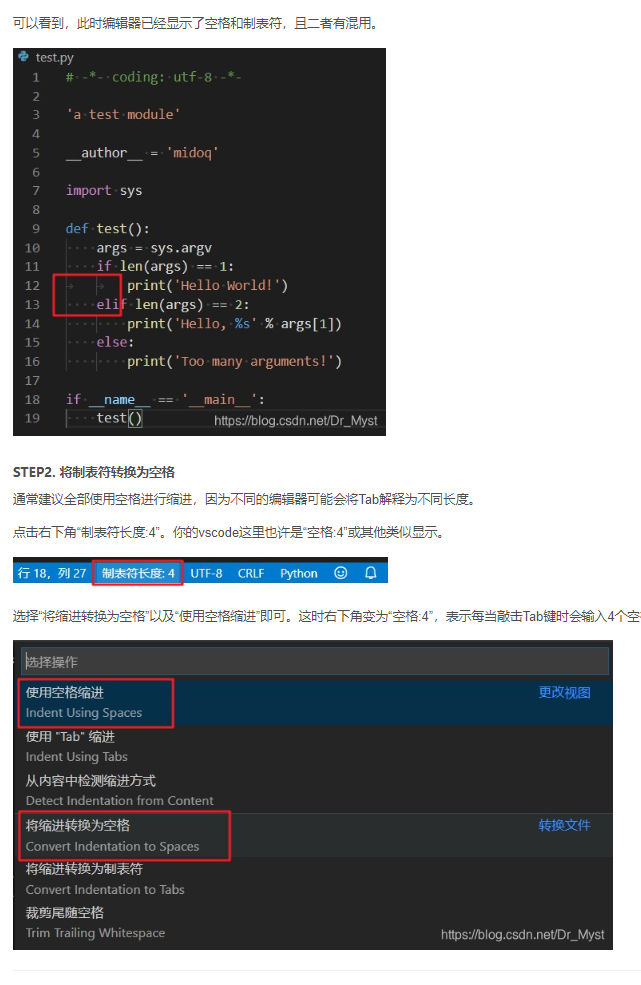 可以看到，此时编辑器已经显示了空格和制表符，且二者有混用。
test.py
1 # -*- coding: utf-8 -*-
2
3 'a test module'
4
5 __author__ = 'midoq'
6
7 import sys
8
9 def test():
10 args = sys.argv
11 if len(args) == 1:
12 print('Hello World!')
13 elif len(args) == 2:
14 print('Hello, %s' % args[1])
15 else:
16 print('Too many arguments!')
17
18 if __name__ == '__main__':
19 test()
https://blog.csdn.net/Dr_Myst
STEP2. 将制表符转换为空格
通常建议全部使用空格进行缩进，因为不同的编辑器可能会将Tab解释为不同长度。
点击右下角“制表符长度:4”。你的vscode这里也许是“空格:4”或其他类似显示。
行 18，列 27 制表符长度: 4 UTF-8 CRLF Python
选择“将缩进转换为空格”以及“使用空格缩进”即可。这时右下角变为“空格:4”，表示每当敲击Tab键时会输入4个空
选择操作
使用空格缩进 更改视图
Indent Using Spaces
使用 "Tab" 缩进
Indent Using Tabs
从内容中检测缩进方式
Detect Indentation from Content
将缩进转换为空格 转换文件
Convert Indentation to Spaces
将缩进转换为制表符
Convert Indentation to Tabs
裁剪尾随空格
Trim Trailing Whitespace
https://blog.csdn.net/Dr_Myst